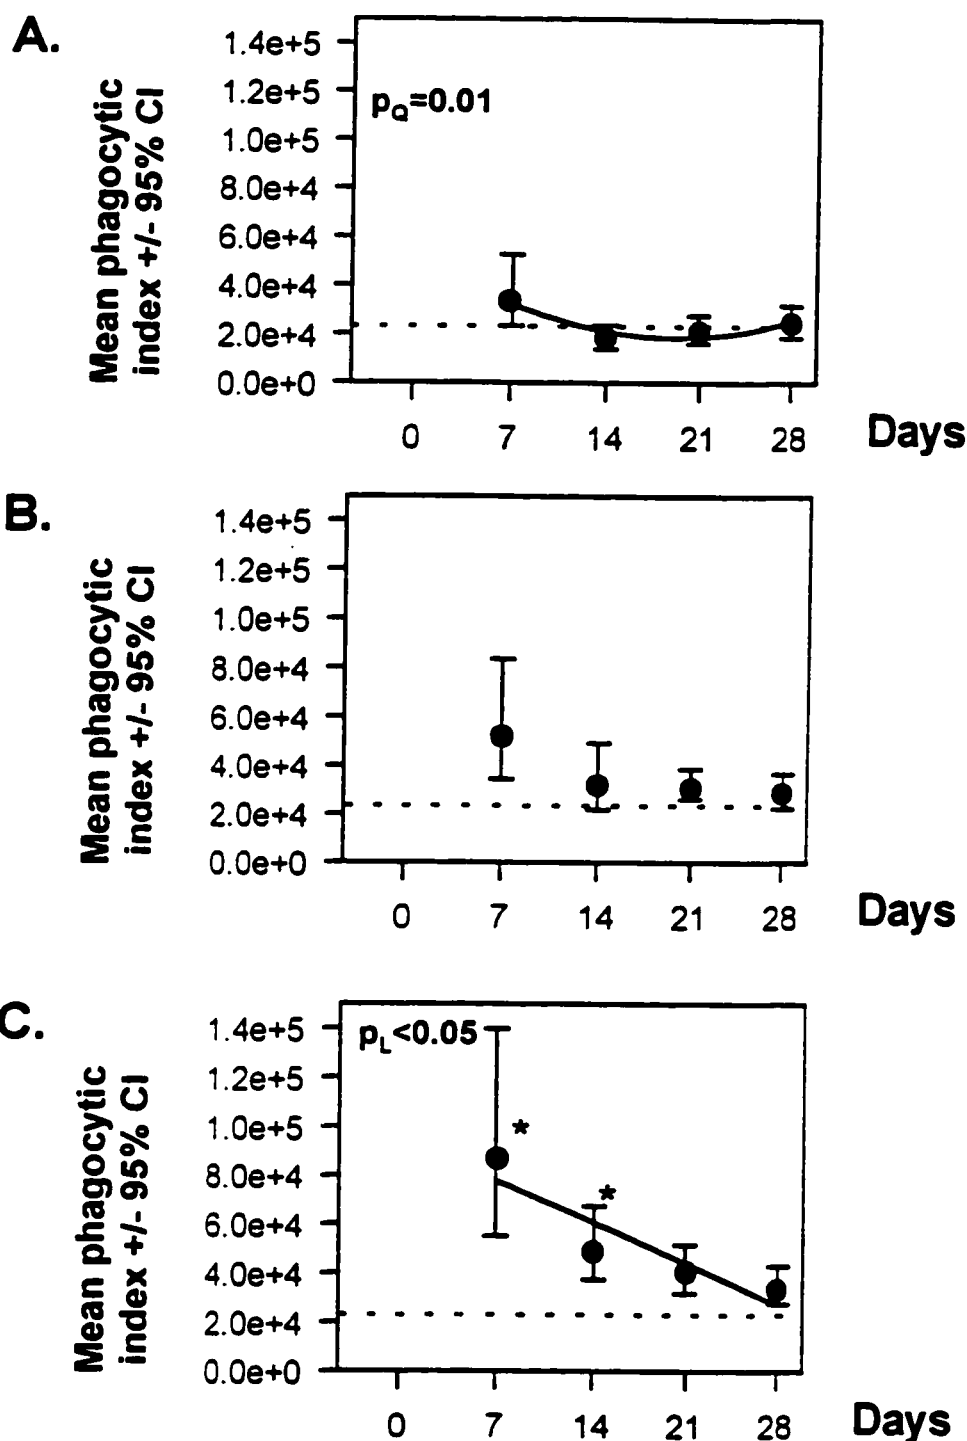 A.
Mean phagocytic
index +/- 95% CI
1.4e+5
1.2e+5
1.0e+5
8.0e+4
6.0e+4
4.0e+4
2.0e+4
0.0e+0
pQ=0.01
0 7 14 21 28 Days
B.
Mean phagocytic
index +/- 95% CI
1.4e+5
1.2e+5
1.0e+5
8.0e+4
6.0e+4
4.0e+4
2.0e+4
0.0e+0
0 7 14 21 28 Days
C.
Mean phagocytic
index +/- 95% CI
1.4e+5
1.2e+5
1.0e+5
8.0e+4
6.0e+4
4.0e+4
2.0e+4
0.0e+0
pL<0.05
*
*
0 7 14 21 28 Days